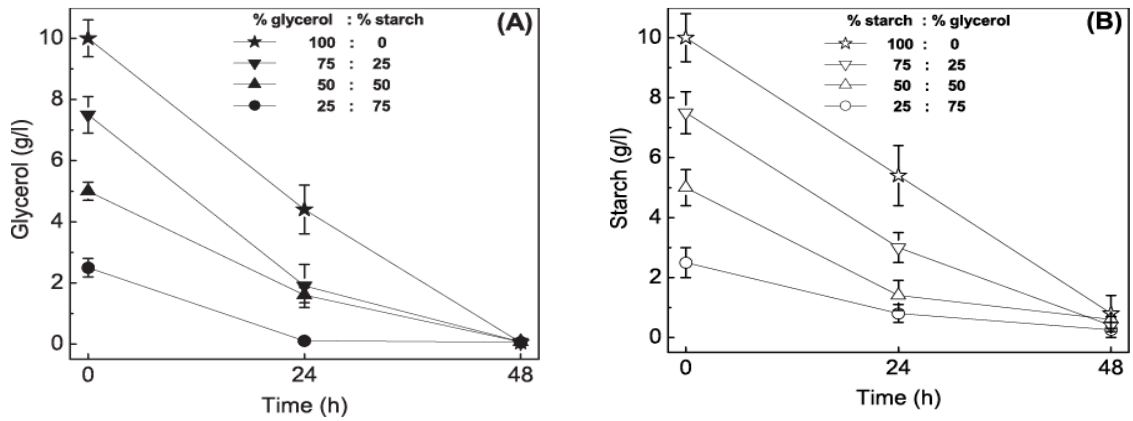 (A)
% glycerol : % starch
100 : 0
75 : 25
50 : 50
25 : 75
Glycerol (g/l)
10
8
6
4
2
0
0 24 48
Time (h)
(B)
% starch : % glycerol
100 : 0
75 : 25
50 : 50
25 : 75
Starch (g/l)
10
8
6
4
2
0
0 24 48
Time (h)